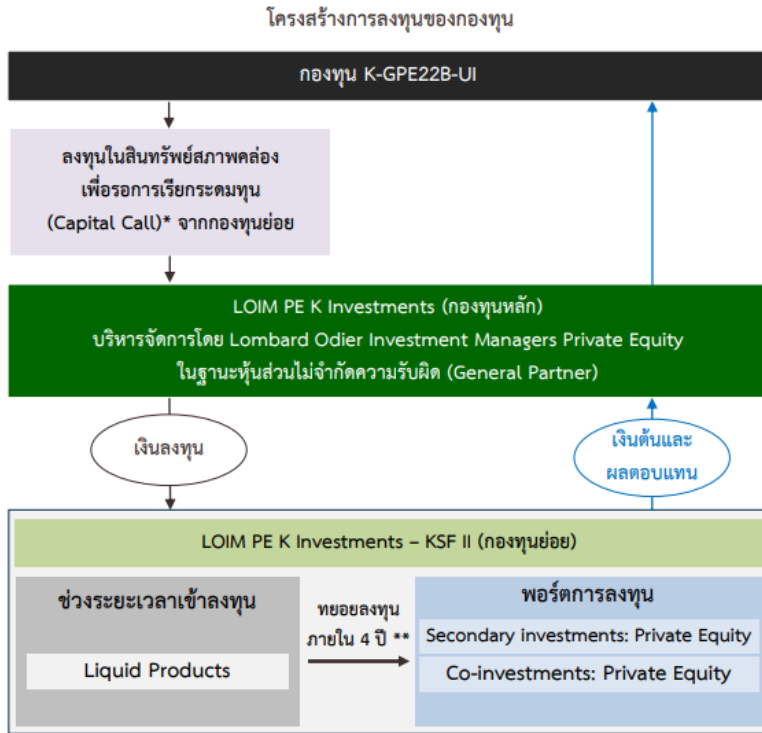 โครงสร้างการลงทุนของกองทุน
กองทุน K-GPE22B-UI
ลงทุนในสินทรัพย์สภาพคล่อง
เพื่อรอการเรียกระดมทุน
(Capital Call)* จากกองทุนย่อย
LOIM PE K Investments (กองทุนหลัก)
บริหารจัดการโดย Lombard Odier Investment Managers Private Equity
ในฐานะหุ้นส่วนไม่จำกัดความรับผิด (General Partner)
เงินลงทุน
เงินต้นและ
ผลตอบแทน
LOIM PE K Investments – KSF II (กองทุนย่อย)
ช่วงระยะเวลาเข้าลงทุน
Liquid Products
ทยอยลงทุน
ภายใน 4 ปี **
พอร์ตการลงทุน
Secondary investments: Private Equity
Co-investments: Private Equity